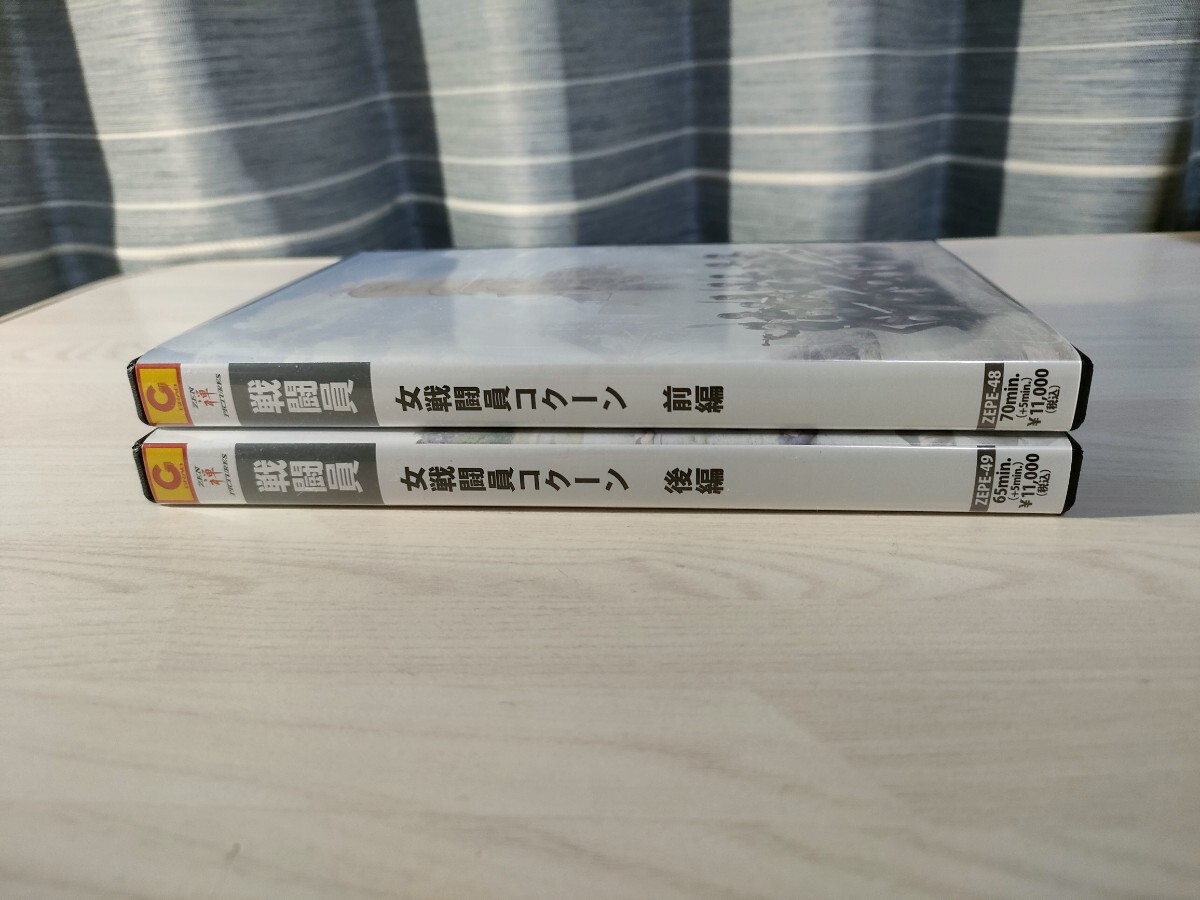 ZEN
禅
PICTURES
戦闘員
女戦闘員コクーン 前編
ZEPE-48
70min.
(+5min.)
¥11,000
(税込)
ZEN
禅
PICTURES
戦闘員
女戦闘員コクーン 後編
ZEPE-49
65min.
(+5min.)
¥11,000
(税込)